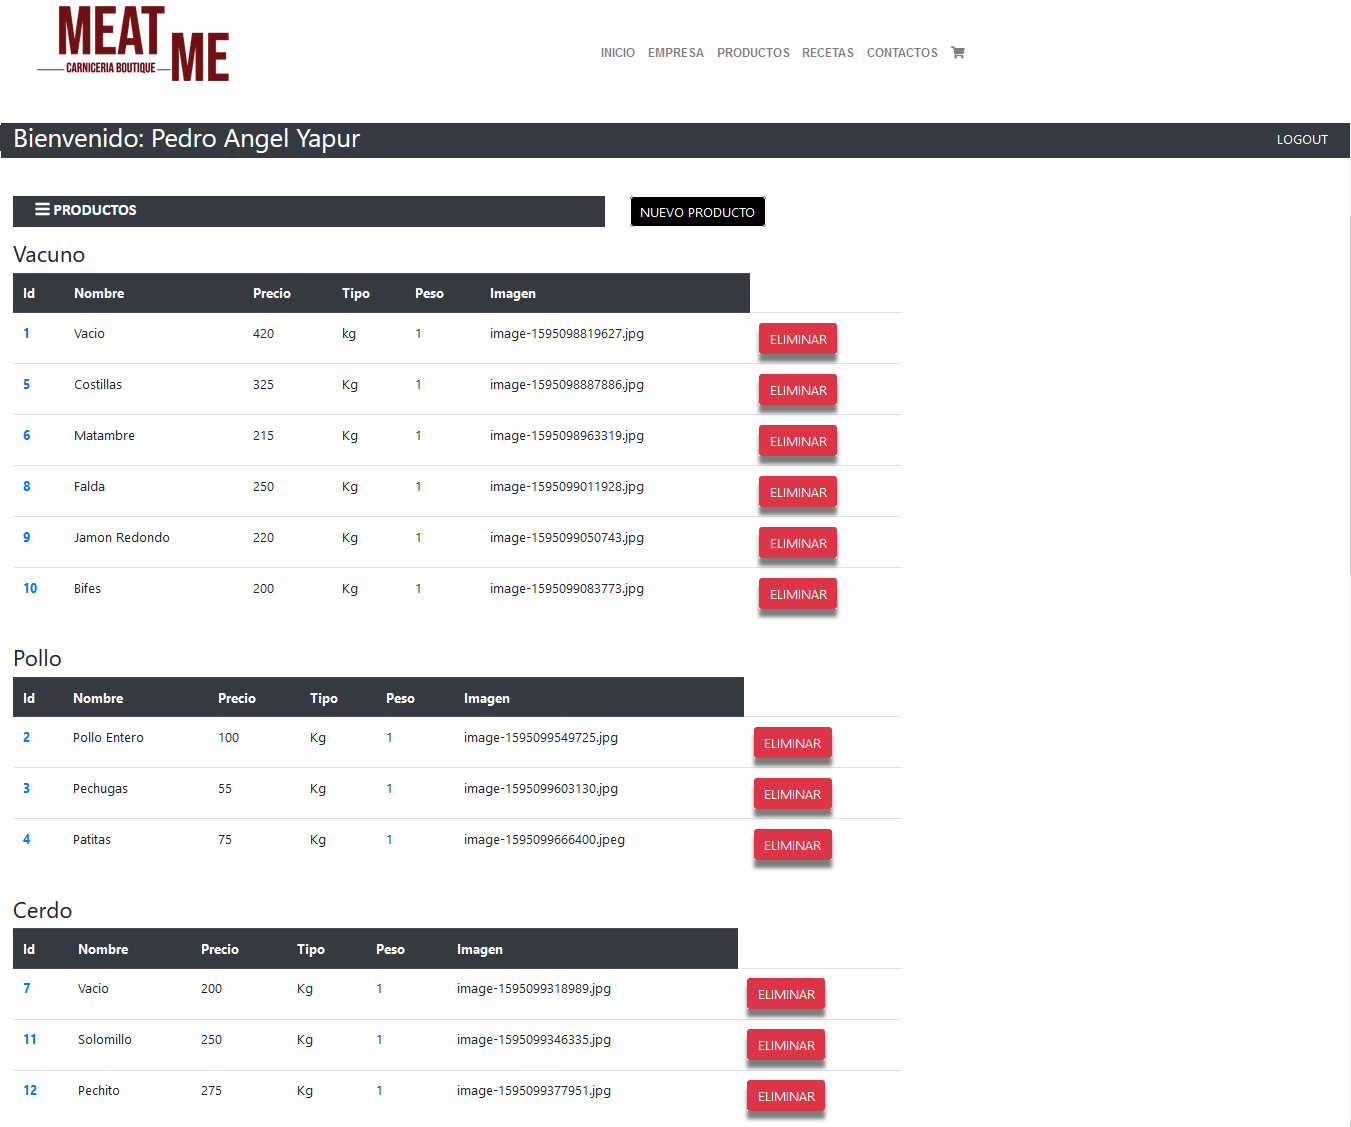 MEAT ME
CARNICERIA BOUTIQUE
INICIO EMPRESA PRODUCTOS RECETAS CONTACTOS
Bienvenido: Pedro Angel Yapur LOGOUT
PRODUCTOS NUEVO PRODUCTO
Vacuno
Id Nombre Precio Tipo Peso Imagen
1 Vacio 420 kg 1 image-1595098819627.jpg ELIMINAR
5 Costillas 325 Kg 1 image-1595098887886.jpg ELIMINAR
6 Matambre 215 Kg 1 image-1595098963319.jpg ELIMINAR
8 Falda 250 Kg 1 image-1595099011928.jpg ELIMINAR
9 Jamon Redondo 220 Kg 1 image-1595099050743.jpg ELIMINAR
10 Bifes 200 Kg 1 image-1595099083773.jpg ELIMINAR
Pollo
Id Nombre Precio Tipo Peso Imagen
2 Pollo Entero 100 Kg 1 image-1595099549725.jpg ELIMINAR
3 Pechugas 55 Kg 1 image-1595099603130.jpg ELIMINAR
4 Patitas 75 Kg 1 image-1595099666400.jpeg ELIMINAR
Cerdo
Id Nombre Precio Tipo Peso Imagen
7 Vacio 200 Kg 1 image-1595099318989.jpg ELIMINAR
11 Solomillo 250 Kg 1 image-1595099346335.jpg ELIMINAR
12 Pechito 275 Kg 1 image-1595099377951.jpg ELIMINAR